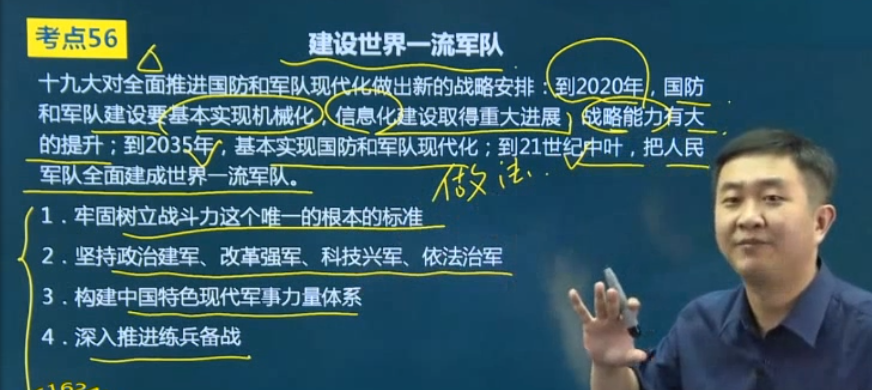 考点56
建设世界一流军队
十九大对全面推进国防和军队现代化做出新的战略安排：到2020年，国防
和军队建设要基本实现机械化，信息化建设取得重大进展，战略能力有大
的提升；到2035年，基本实现国防和军队现代化；到21世纪中叶，把人民
军队全面建成世界一流军队。
做法..
1．牢固树立战斗力这个唯一的根本的标准
2．坚持政治建军、改革强军、科技兴军、依法治军
3．构建中国特色现代军事力量体系
4．深入推进练兵备战